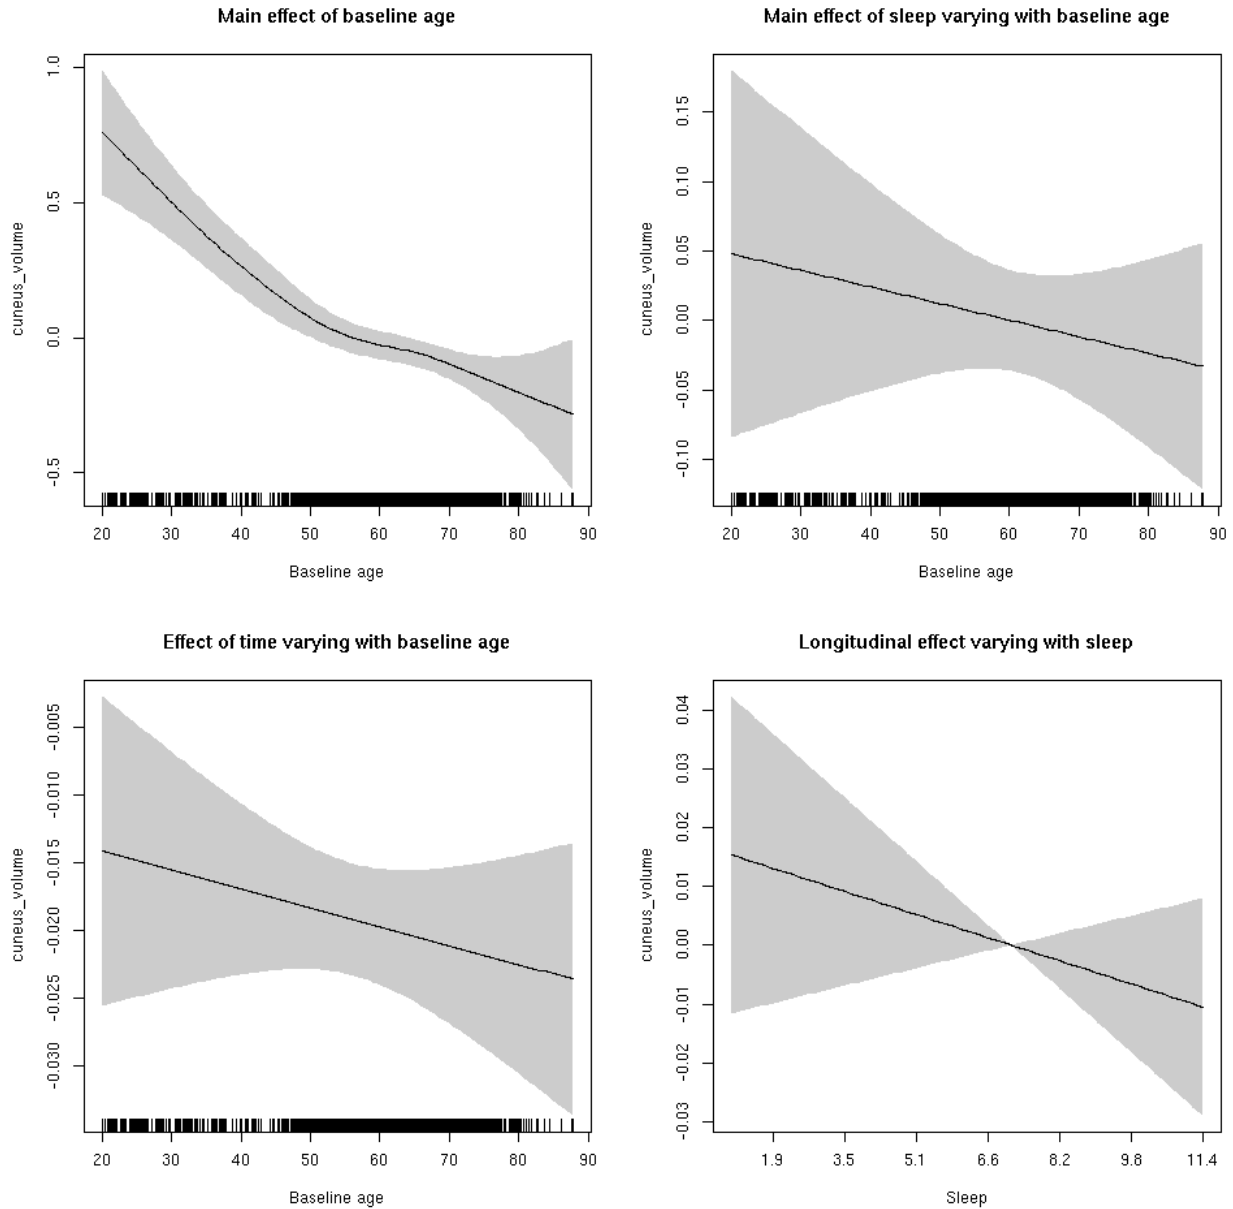 Main effect of baseline age
1.0
0.5
0.0
-0.5
cuneus_volume
20 30 40 50 60 70 80 90
Baseline age
Main effect of sleep varying with baseline age
0.15
0.10
0.05
0.00
-0.05
-0.10
cuneus_volume
20 30 40 50 60 70 80 90
Baseline age
Effect of time varying with baseline age
-0.005
-0.010
-0.015
-0.020
-0.025
-0.030
cuneus_volume
20 30 40 50 60 70 80 90
Baseline age
Longitudinal effect varying with sleep
0.04
0.03
0.02
0.01
0.00
-0.01
-0.02
-0.03
cuneus_volume
1.9 3.5 5.1 6.6 8.2 9.8 11.4
Sleep